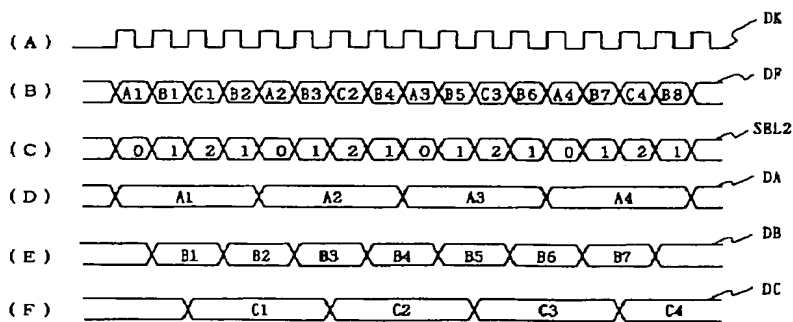 (A) DK
(B) A1 B1 C1 B2 A2 B3 C2 B4 A3 B5 C3 B6 A4 B7 C4 B8 DF
(C) 0 1 2 1 0 1 2 1 0 1 2 1 0 1 2 1 SEL2
(D) A1 A2 A3 A4 DA
(E) B1 B2 B3 B4 B5 B6 B7 DB
(F) C1 C2 C3 C4 DC